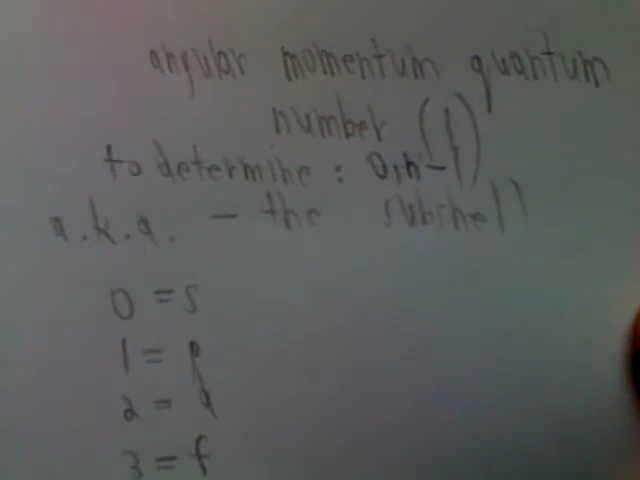 angular momentum quantum
number (l)
to determine: 0, n-1
a.k.a. - the subshell
0 = s
1 = p
2 = d
3 = f